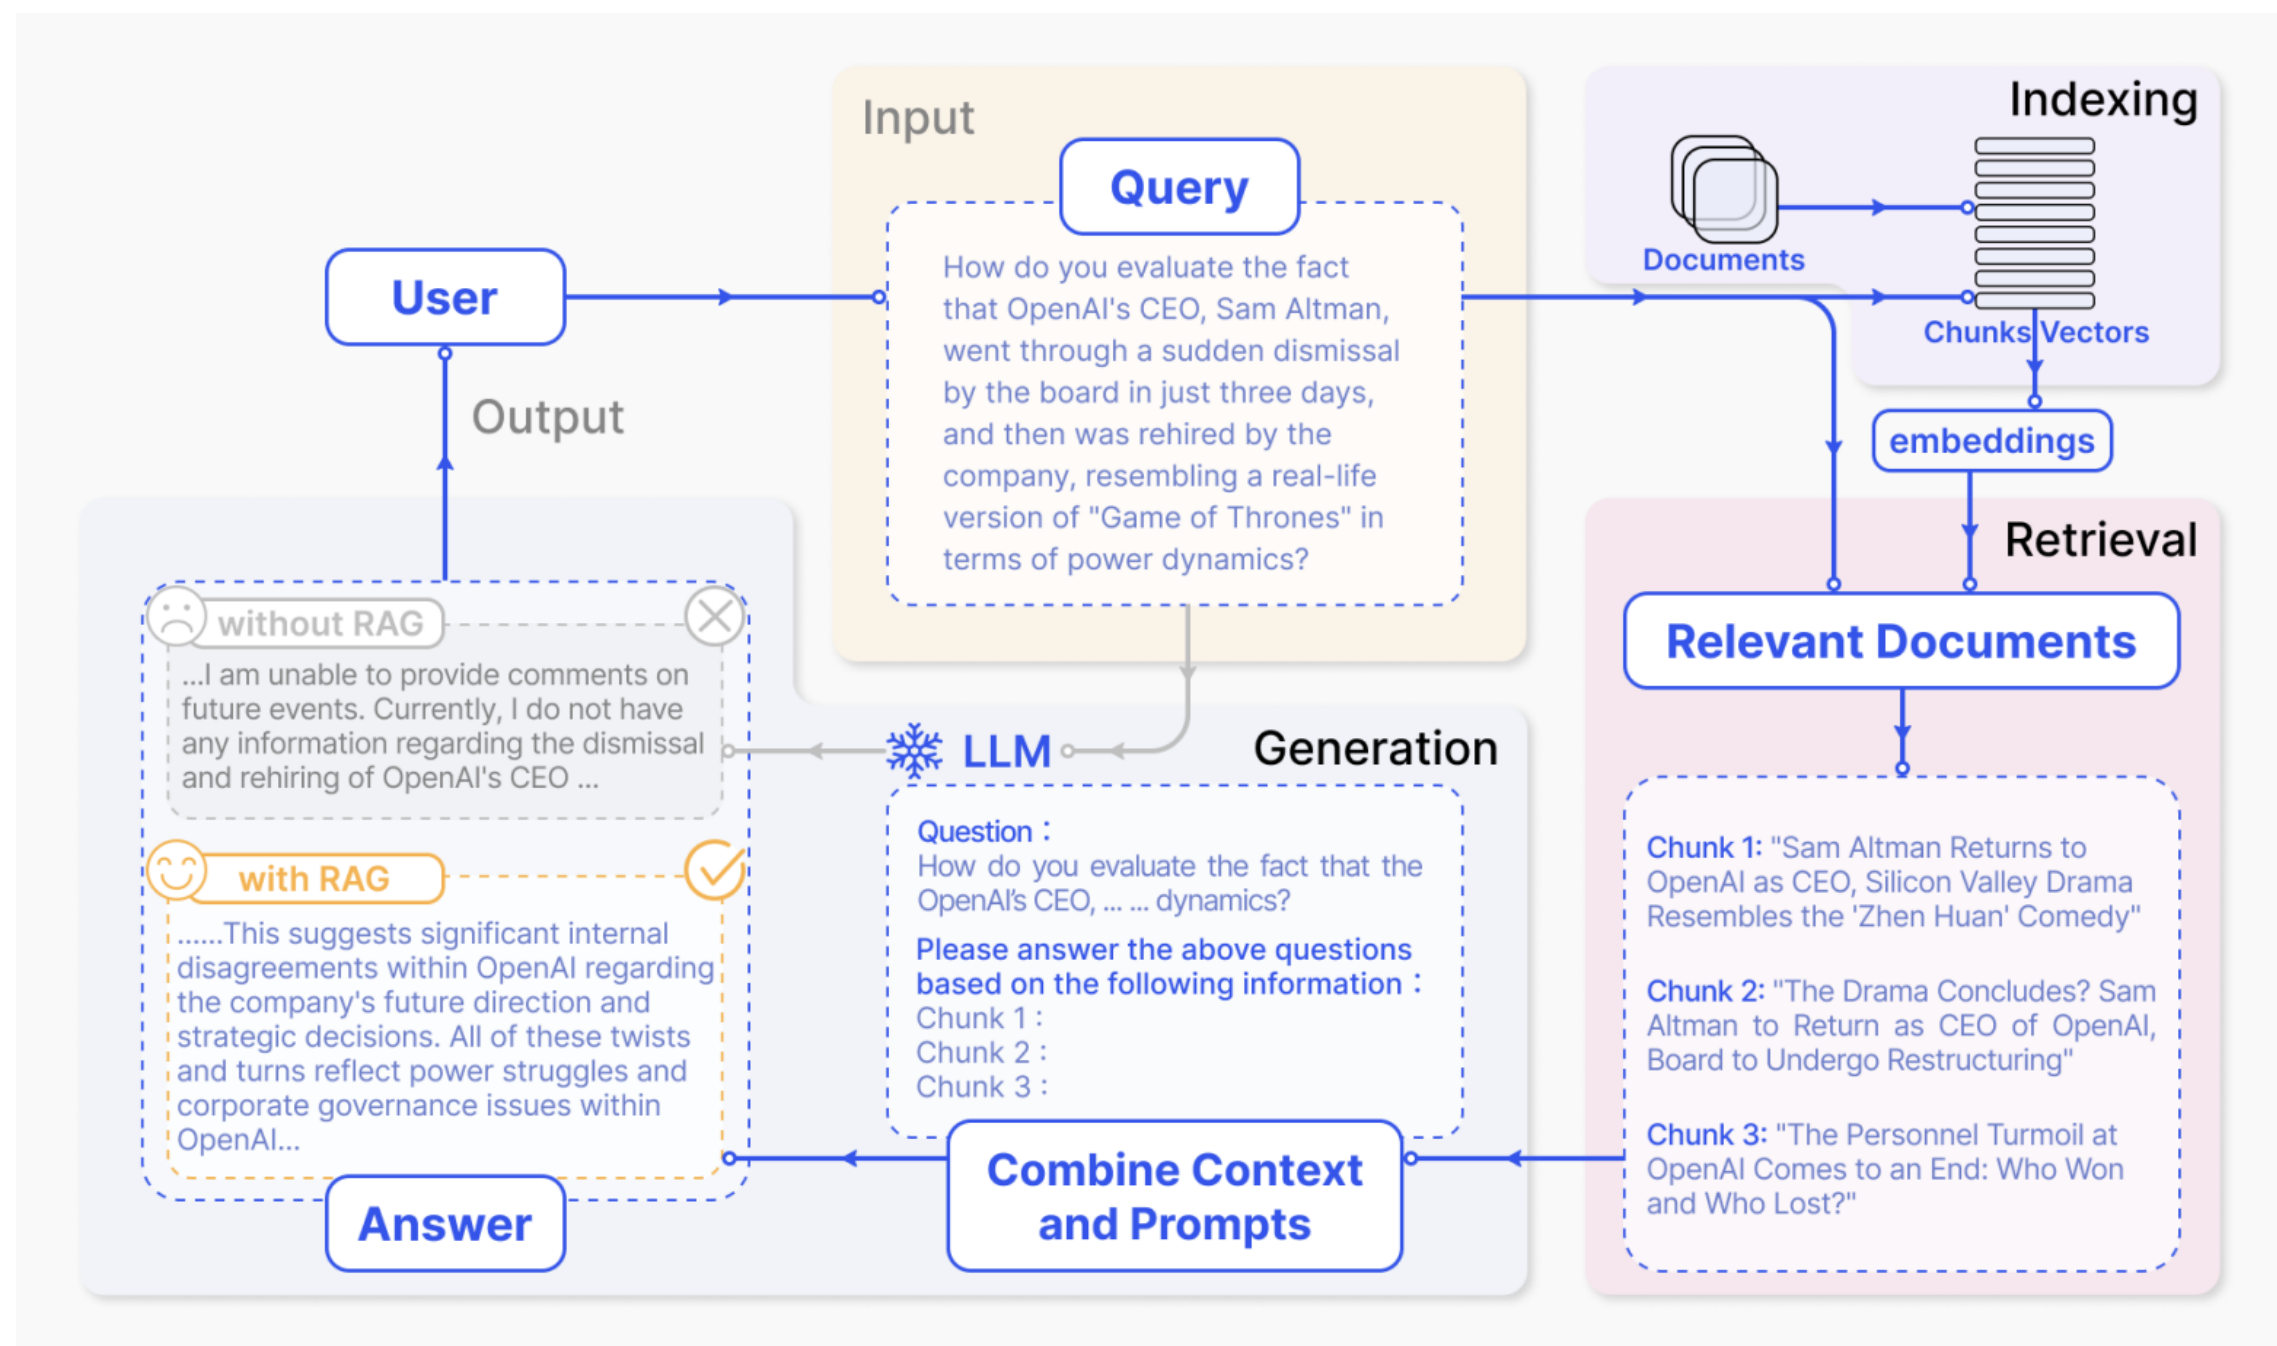 Input
Query
How do you evaluate the fact
that OpenAI's CEO, Sam Altman,
went through a sudden dismissal
by the board in just three days,
and then was rehired by the
company, resembling a real-life
version of "Game of Thrones" in
terms of power dynamics?
Indexing
Documents
Chunks Vectors
embeddings
User
Output
Retrieval
Relevant Documents
Chunk 1: "Sam Altman Returns to
OpenAI as CEO, Silicon Valley Drama
Resembles the 'Zhen Huan' Comedy"
Chunk 2: "The Drama Concludes? Sam
Altman to Return as CEO of OpenAI,
Board to Undergo Restructuring"
Chunk 3: "The Personnel Turmoil at
OpenAI Comes to an End: Who Won
and Who Lost?"
Generation
LLM
Question :
How do you evaluate the fact that the
OpenAI's CEO, ... ... dynamics?
Please answer the above questions
based on the following information :
Chunk 1 :
Chunk 2 :
Chunk 3 :
Combine Context
and Prompts
without RAG
...I am unable to provide comments on
future events. Currently, I do not have
any information regarding the dismissal
and rehiring of OpenAI's CEO ...
with RAG
......This suggests significant internal
disagreements within OpenAI regarding
the company's future direction and
strategic decisions. All of these twists
and turns reflect power struggles and
corporate governance issues within
OpenAI...
Answer